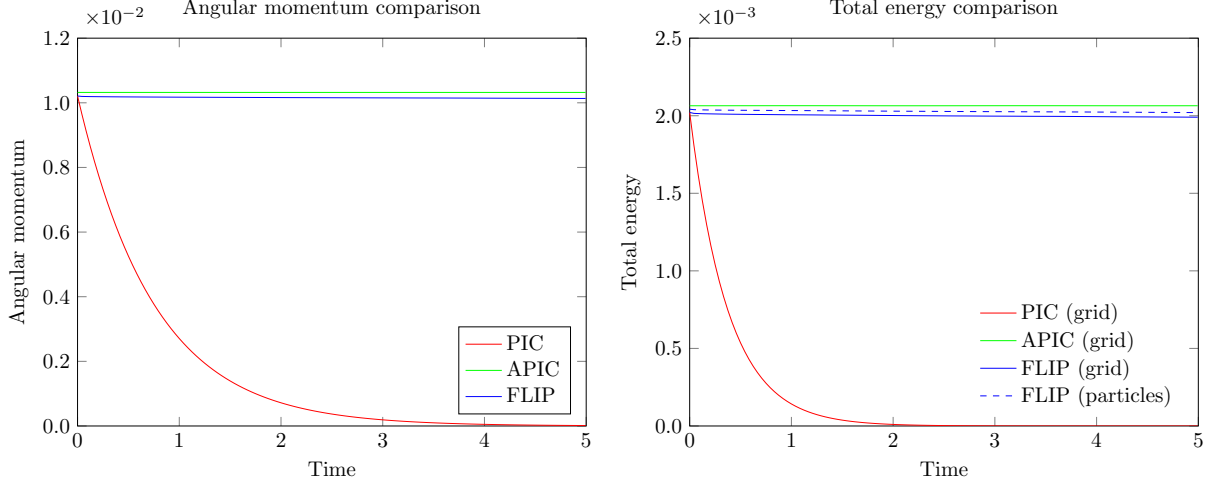 Angular momentum comparison
×10−2
1.2
1.0
0.8
0.6
0.4
0.2
0.0
0 1 2 3 4 5
Time
Angular momentum
PIC
APIC
FLIP
Total energy comparison
×10−3
2.5
2.0
1.5
1.0
0.5
0.0
0 1 2 3 4 5
Time
Total energy
PIC (grid)
APIC (grid)
FLIP (grid)
FLIP (particles)